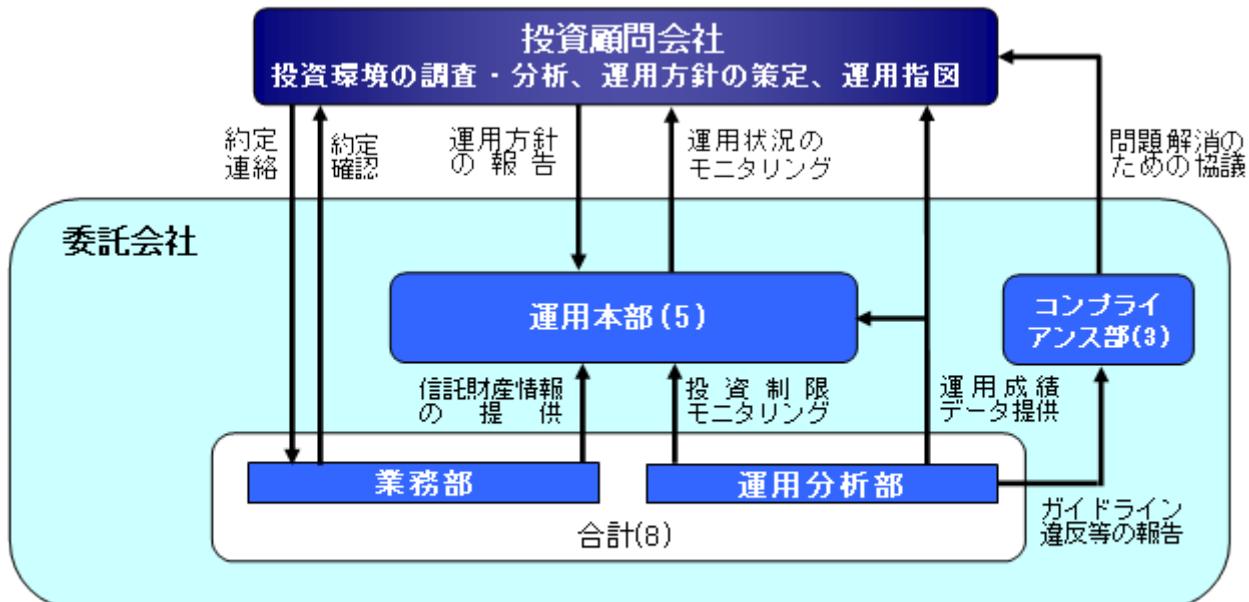 投資顧問会社
投資環境の調査・分析、運用方針の策定、運用指図
約定
連絡
約定
確認
運用方針
の報告
運用状況の
モニタリング
問題解消の
ための協議
委託会社
運用本部(5)
コンプライ
アンス部(3)
信託財産情報
の提供
投資制限
モニタリング
運用成績
データ提供
業務部
運用分析部
合計(8)
ガイドライン
違反等の報告